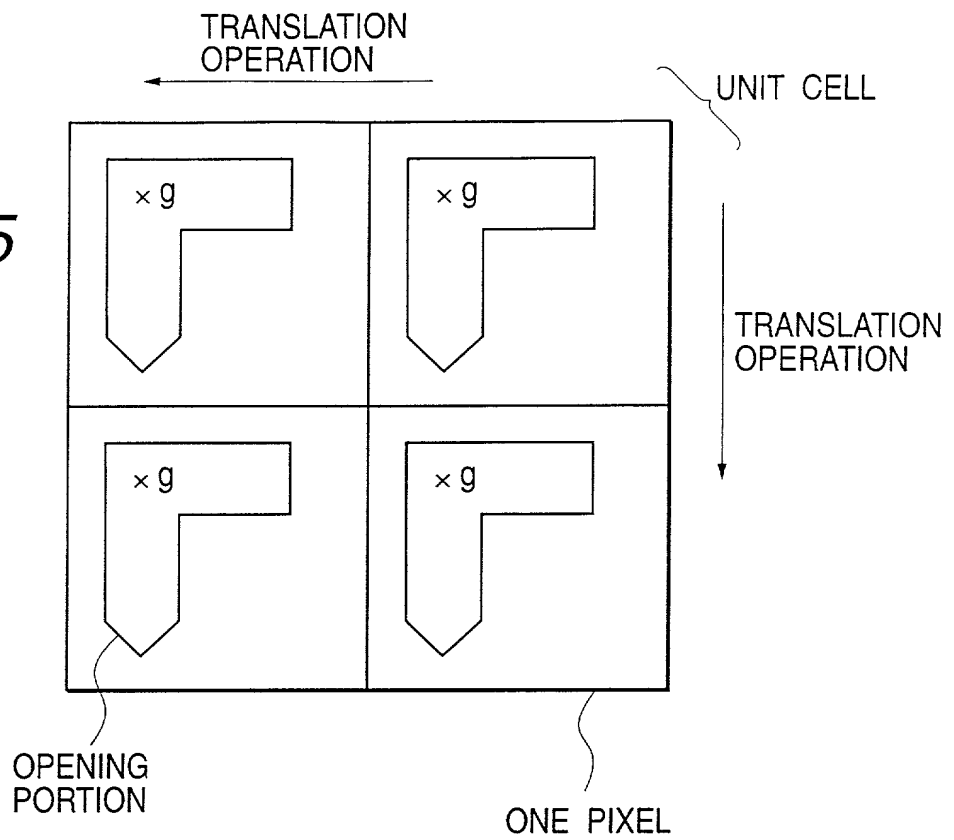 TRANSLATION
OPERATION
UNIT CELL
× g
× g
5
TRANSLATION
OPERATION
× g
× g
OPENING
PORTION
ONE PIXEL